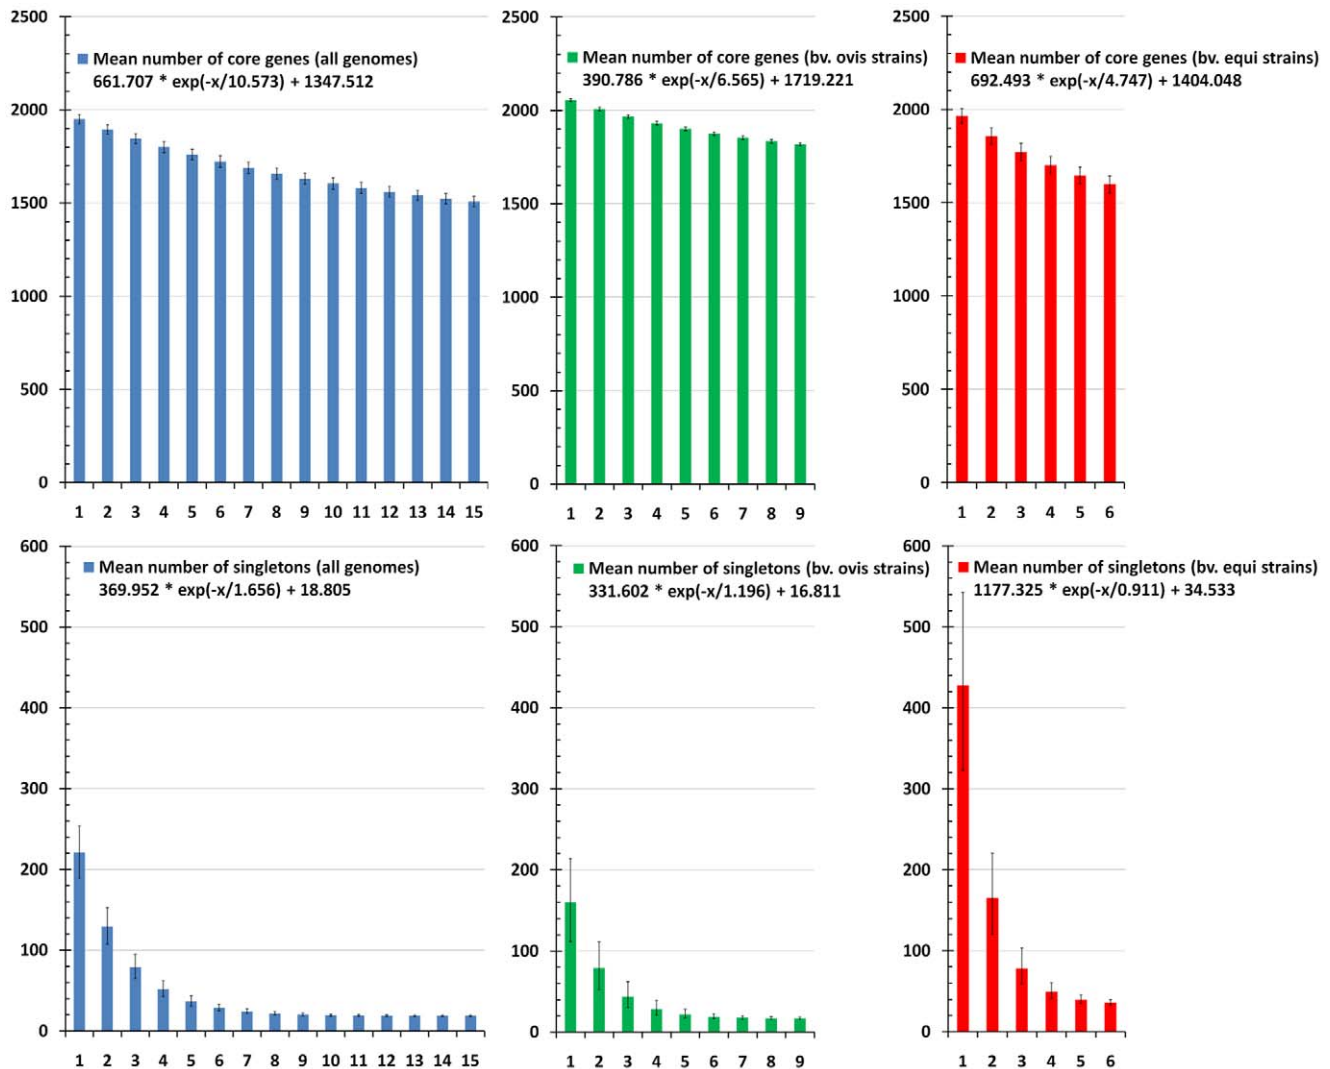 2500
2000
1500
1000
500
0
Mean number of core genes (all genomes)
661.707 * exp(-x/10.573) + 1347.512
1 2 3 4 5 6 7 8 9 10 11 12 13 14 15
2500
2000
1500
1000
500
0
Mean number of core genes (bv. ovis strains)
390.786 * exp(-x/6.565) + 1719.221
1 2 3 4 5 6 7 8 9
2500
2000
1500
1000
500
0
Mean number of core genes (bv. equi strains)
692.493 * exp(-x/4.747) + 1404.048
1 2 3 4 5 6
600
500
400
300
200
100
0
Mean number of singletons (all genomes)
369.952 * exp(-x/1.656) + 18.805
1 2 3 4 5 6 7 8 9 10 11 12 13 14 15
600
500
400
300
200
100
0
Mean number of singletons (bv. ovis strains)
331.602 * exp(-x/1.196) + 16.811
1 2 3 4 5 6 7 8 9
600
500
400
300
200
100
0
Mean number of singletons (bv. equi strains)
1177.325 * exp(-x/0.911) + 34.533
1 2 3 4 5 6